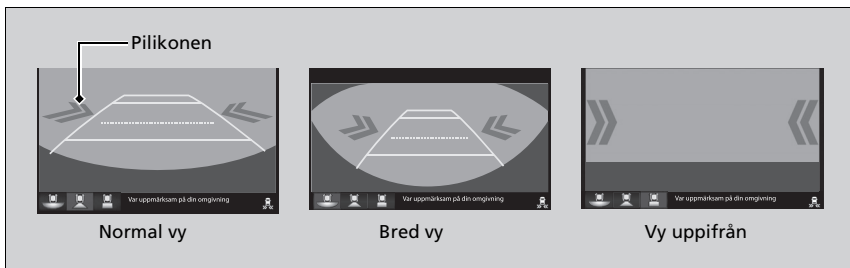 Pilikonen
Var uppmärksam på din omgivning
Var uppmärksam på din omgivning
Var uppmärksam på din omgivning
Normal vy
Bred vy
Vy uppifrån